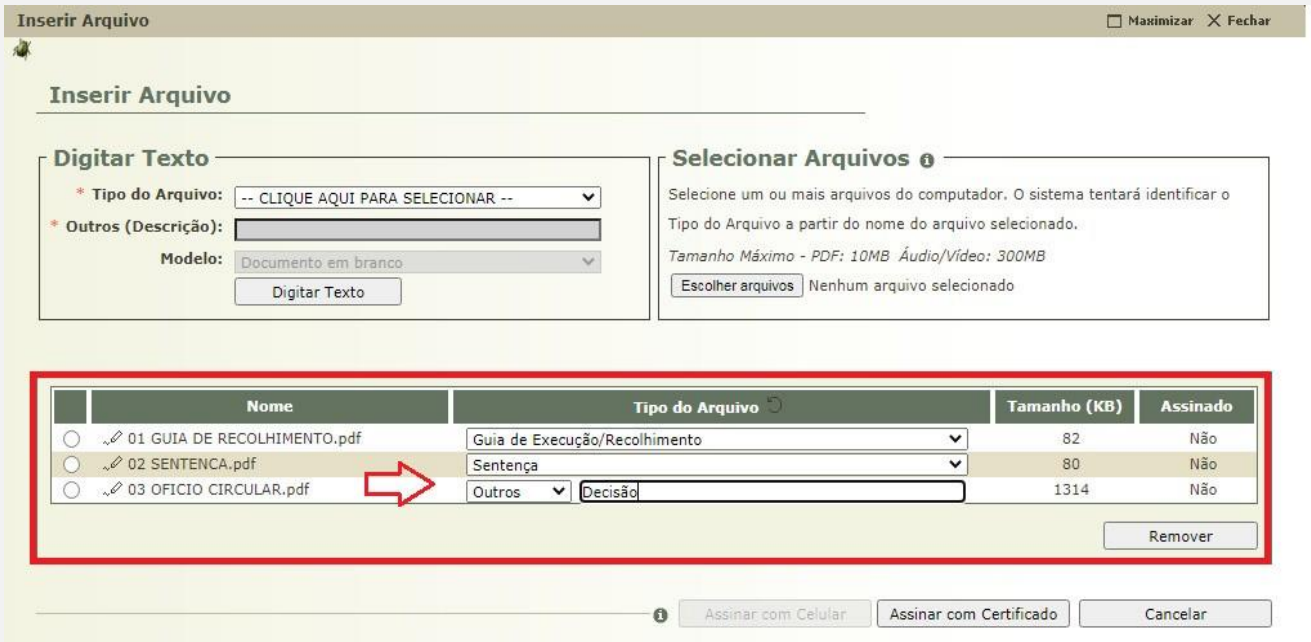 Inserir Arquivo
Maximizar Fechar
Inserir Arquivo
Digitar Texto
* Tipo do Arquivo: -- CLIQUE AQUI PARA SELECIONAR --
* Outros (Descrição):
Modelo: Documento em branco
Digitar Texto
Selecionar Arquivos
Selecione um ou mais arquivos do computador. O sistema tentará identificar o
Tipo do Arquivo a partir do nome do arquivo selecionado.
Tamanho Máximo - PDF: 10MB Áudio/Vídeo: 300MB
Escolher arquivos Nenhum arquivo selecionado
Nome Tipo do Arquivo Tamanho (KB) Assinado
01 GUIA DE RECOLHIMENTO.pdf Guia de Execução/Recolhimento 82 Não
02 SENTENCA.pdf Sentença 80 Não
03 OFICIO CIRCULAR.pdf Outros Decisão 1314 Não
Remover
Assinar com Celular Assinar com Certificado Cancelar